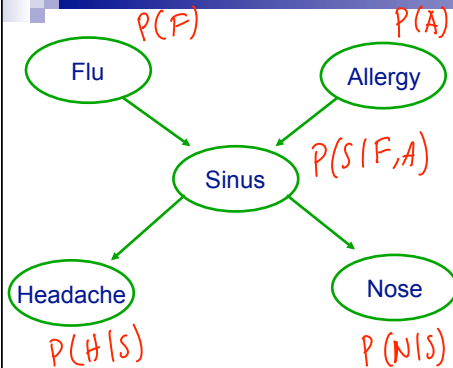 P(F) P(A)
Flu Allergy
P(S|F,A)
Sinus
Headache Nose
P(H|S) P(N|S)